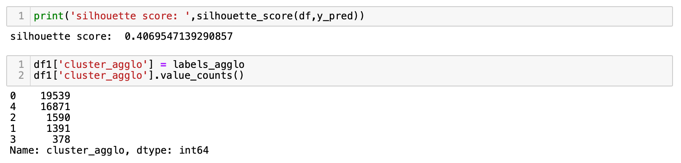 1 print('silhouette score: ',silhouette_score(df,y_pred))
silhouette score:  0.4069547139290857
1 df1['cluster_agglo'] = labels_agglo
2 df1['cluster_agglo'].value_counts()
0    19539
4    16871
2     1590
1     1391
3      378
Name: cluster_agglo, dtype: int64